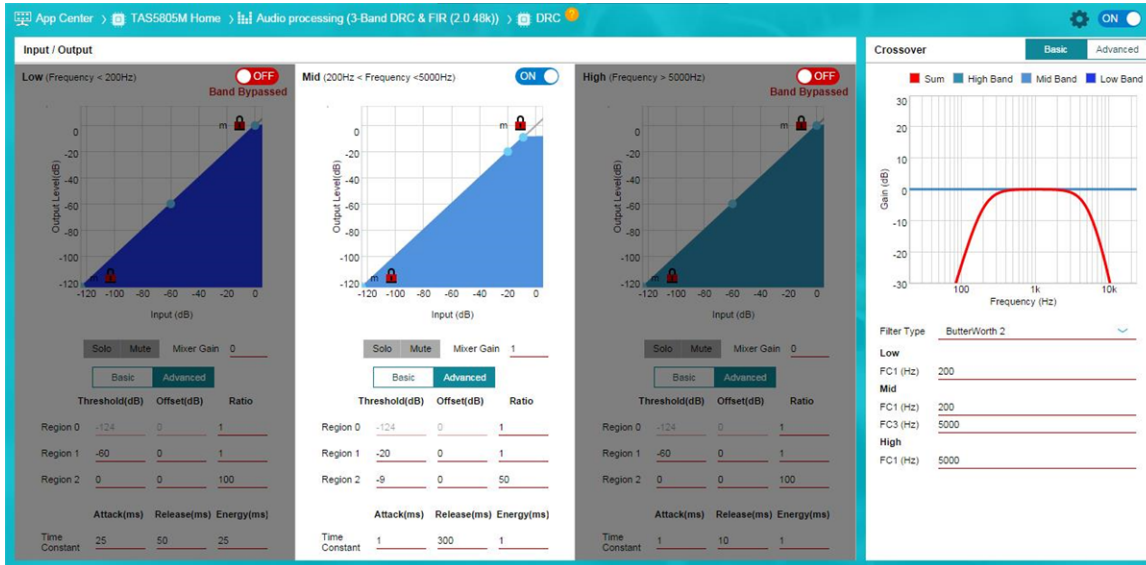 App Center > TAS5805M Home > Audio processing (3-Band DRC & FIR (2.0 48k)) > DRC ?
ON
Input / Output
Low (Frequency < 200Hz)
OFF
Band Bypassed
m
0
-20
-40
-60
-80
-100
-120
Output Level(dB)
m
-120 -100 -80 -60 -40 -20 0
Input (dB)
Solo Mute Mixer Gain 0
Basic Advanced
Threshold(dB) Offset(dB) Ratio
Region 0 -124 0 1
Region 1 -60 0 1
Region 2 0 0 100
Attack(ms) Release(ms) Energy(ms)
Time Constant 25 50 25
Mid (200Hz < Frequency <5000Hz)
ON
m
0
-20
-40
-60
-80
-100
-120
Output Level(dB)
m
-120 -100 -80 -60 -40 -20 0
Input (dB)
Solo Mute Mixer Gain 1
Basic Advanced
Threshold(dB) Offset(dB) Ratio
Region 0 -124 0 1
Region 1 -20 0 1
Region 2 -9 0 50
Attack(ms) Release(ms) Energy(ms)
Time Constant 1 300 1
High (Frequency > 5000Hz)
OFF
Band Bypassed
m
0
-20
-40
-60
-80
-100
-120
Output Level(dB)
m
-120 -100 -80 -60 -40 -20 0
Input (dB)
Solo Mute Mixer Gain 0
Basic Advanced
Threshold(dB) Offset(dB) Ratio
Region 0 -124 0 1
Region 1 -60 0 1
Region 2 0 0 100
Attack(ms) Release(ms) Energy(ms)
Time Constant 1 10 1
Crossover
Basic Advanced
Sum High Band Mid Band Low Band
30
20
10
0
-10
-20
-30
Gain (dB)
100 1k 10k
Frequency (Hz)
Filter Type ButterWorth 2
Low
FC1 (Hz) 200
Mid
FC1 (Hz) 200
FC3 (Hz) 5000
High
FC1 (Hz) 5000